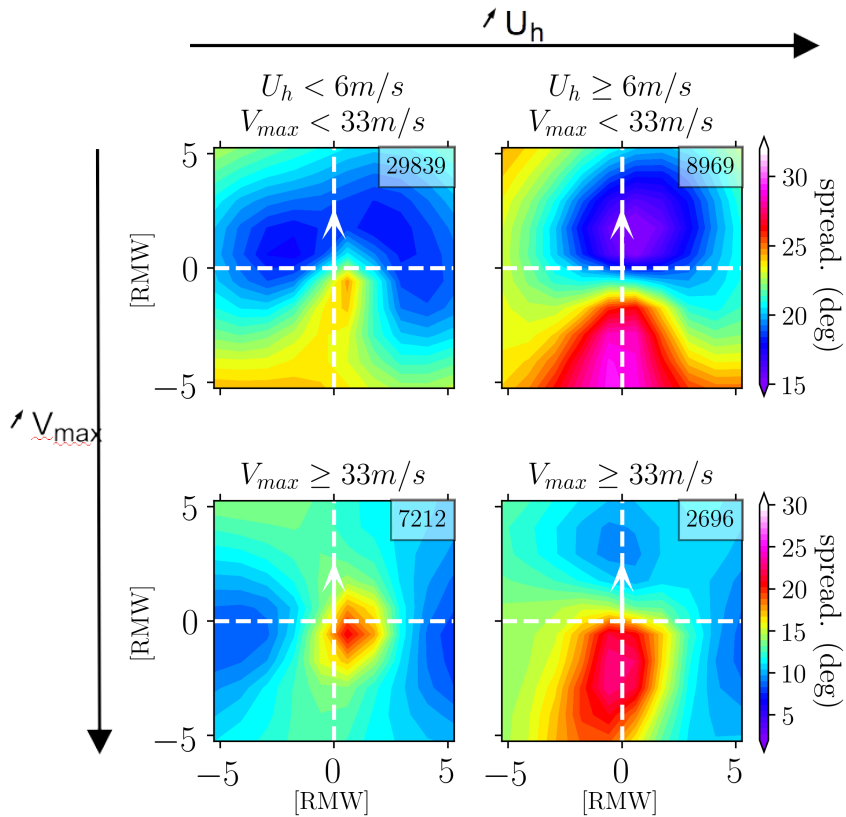 ↗ U_h
U_h < 6m/s
V_max < 33m/s
U_h ≥ 6m/s
V_max < 33m/s
5
29839
0
−5
[RMW]
8969
30
25
20
15
spread. (deg)
↗ V_max
V_max ≥ 33m/s
V_max ≥ 33m/s
5
7212
0
−5
[RMW]
2696
30
25
20
15
10
5
spread. (deg)
−5 0 5
[RMW]
−5 0 5
[RMW]